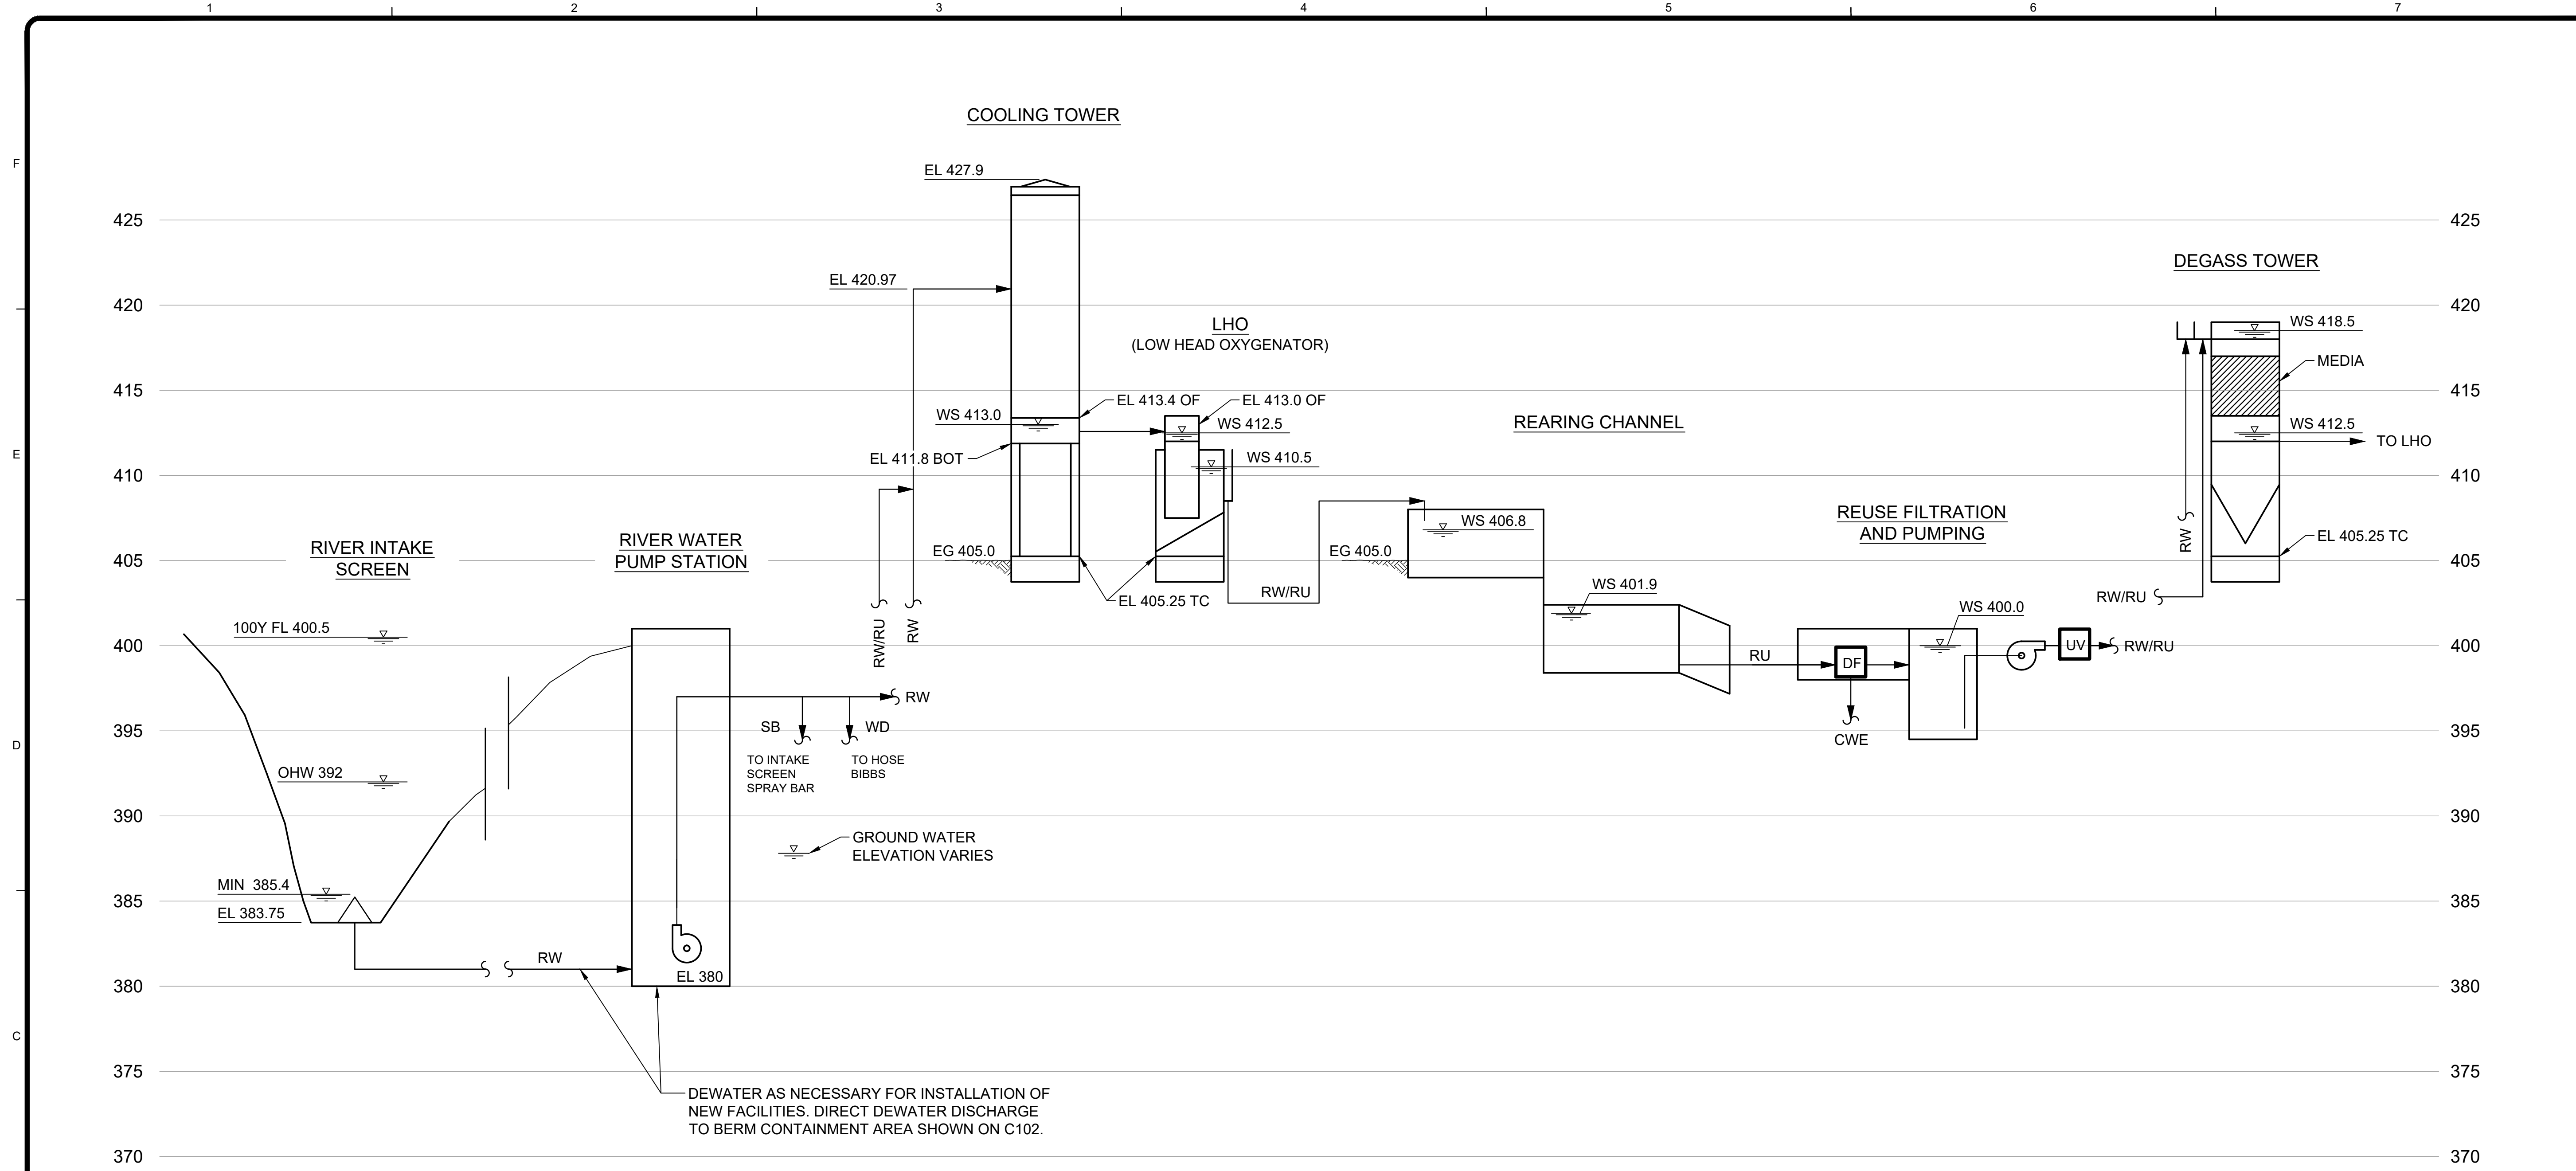 1 2 3 4 5 6 7
COOLING TOWER
F
EL 427.9
425 425
DEGASS TOWER
EL 420.97
420 420
LHO
(LOW HEAD OXYGENATOR)
WS 418.5
MEDIA
415 415
EL 413.4 OF
EL 413.0 OF
WS 413.0
WS 412.5
REARING CHANNEL
WS 412.5
TO LHO
E
EL 411.8 BOT
WS 410.5
410 410
REUSE FILTRATION
AND PUMPING
WS 406.8
RIVER INTAKE
SCREEN
RIVER WATER
PUMP STATION
EG 405.0
EG 405.0
RW
EL 405.25 TC
405 405
WS 401.9
RW/RU
EL 405.25 TC
RW/RU
WS 400.0
100Y FL 400.5
RW/RU
RW
400 400
RU
DF
UV
RW/RU
RW
SB
WD
395 395
D
CWE
TO INTAKE
SCREEN
SPRAY BAR
TO HOSE
BIBBS
OHW 392
390 390
GROUND WATER
ELEVATION VARIES
MIN 385.4
385 385
EL 383.75
RW
EL 380
380 380
C
375 375
DEWATER AS NECESSARY FOR INSTALLATION OF
NEW FACILITIES. DIRECT DEWATER DISCHARGE
TO BERM CONTAINMENT AREA SHOWN ON C102.
370 370